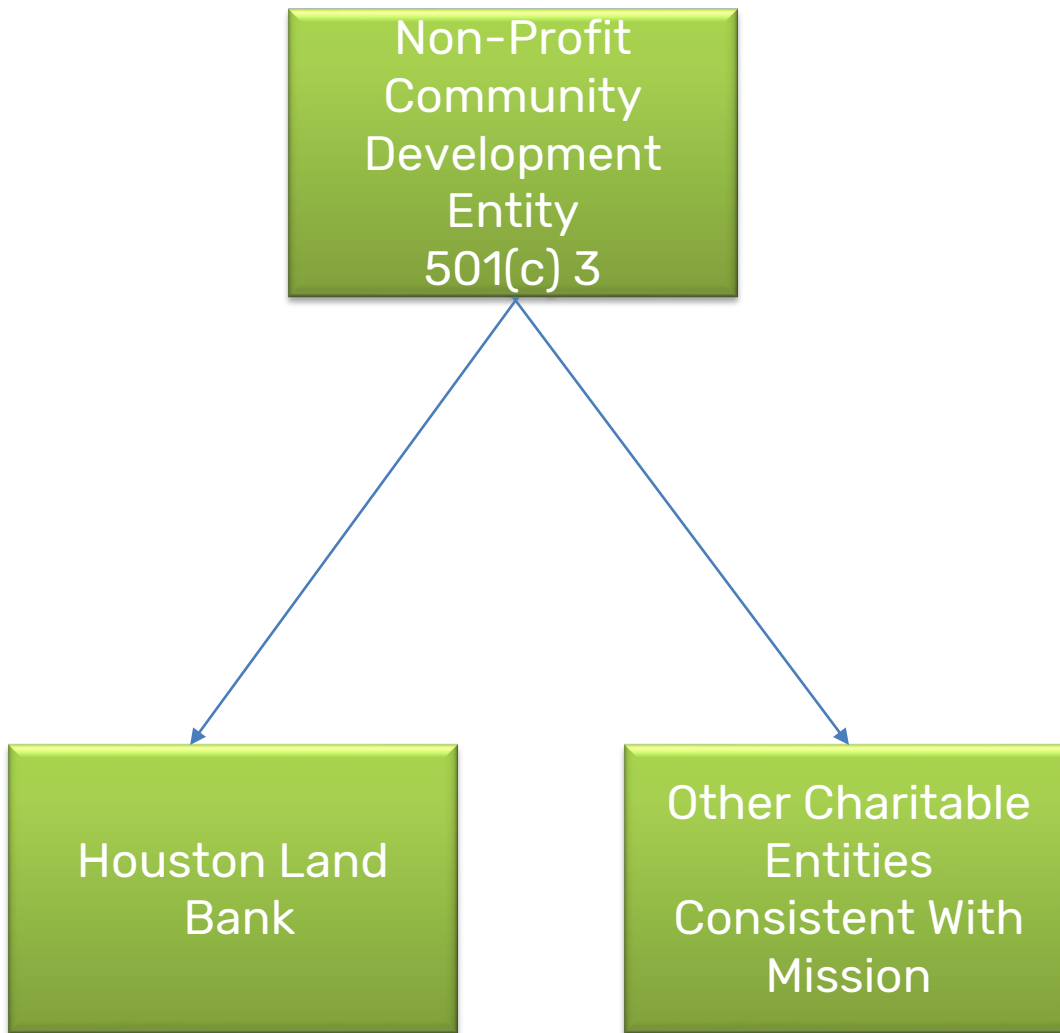 Non-Profit
Community
Development
Entity
501(c) 3
Houston Land
Bank
Other Charitable
Entities
Consistent With
Mission